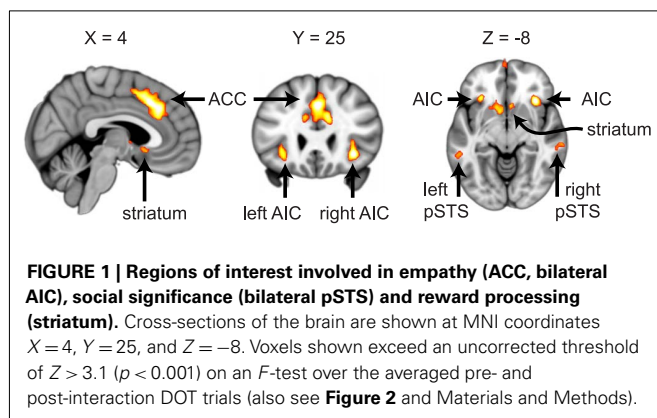 X = 4 Y = 25 Z = -8
ACC AIC AIC
striatum
striatum left AIC right AIC left pSTS right pSTS
FIGURE 1 | Regions of interest involved in empathy (ACC, bilateral
AIC), social significance (bilateral pSTS) and reward processing
(striatum). Cross-sections of the brain are shown at MNI coordinates
X = 4, Y = 25, and Z = −8. Voxels shown exceed an uncorrected threshold
of Z > 3.1 (p < 0.001) on an F-test over the averaged pre- and
post-interaction DOT trials (also see Figure 2 and Materials and Methods).